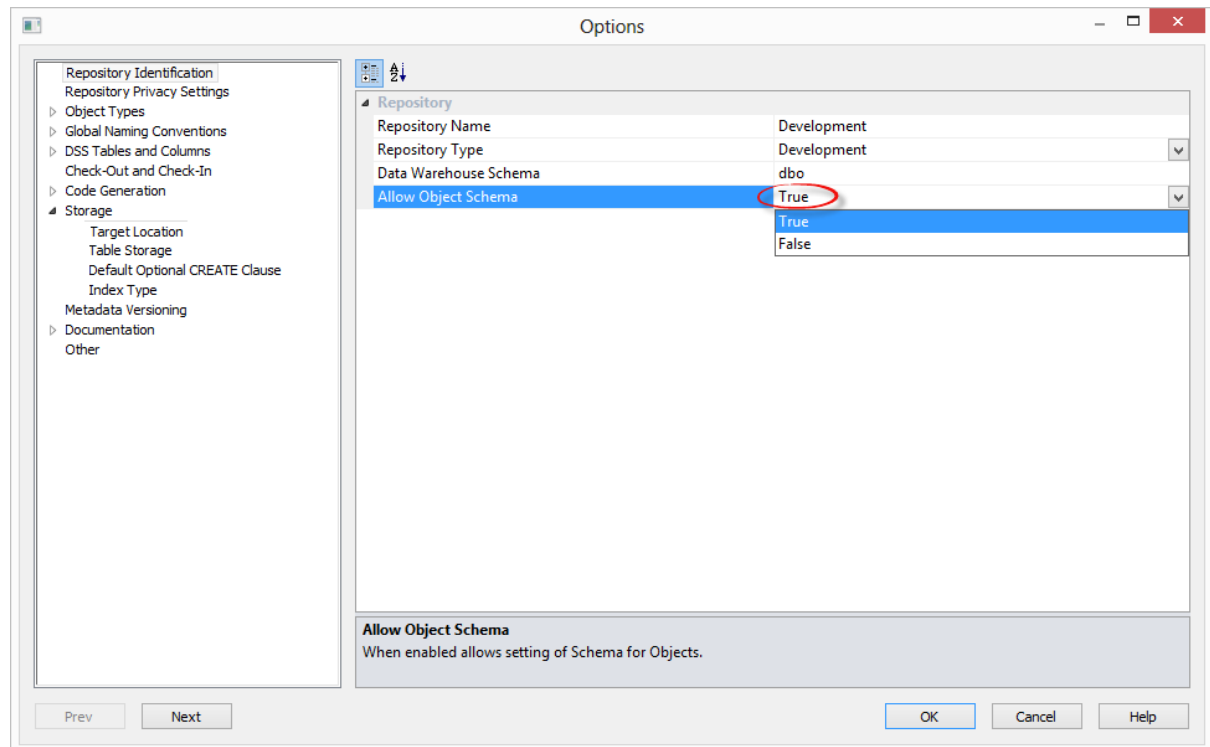 Options
Repository Identification
Repository Privacy Settings
Object Types
Global Naming Conventions
DSS Tables and Columns
Check-Out and Check-In
Code Generation
Storage
Target Location
Table Storage
Default Optional CREATE Clause
Index Type
Metadata Versioning
Documentation
Other
Repository
Repository Name Development
Repository Type Development
Data Warehouse Schema dbo
Allow Object Schema True
True
False
Allow Object Schema
When enabled allows setting of Schema for Objects.
Prev Next OK Cancel Help